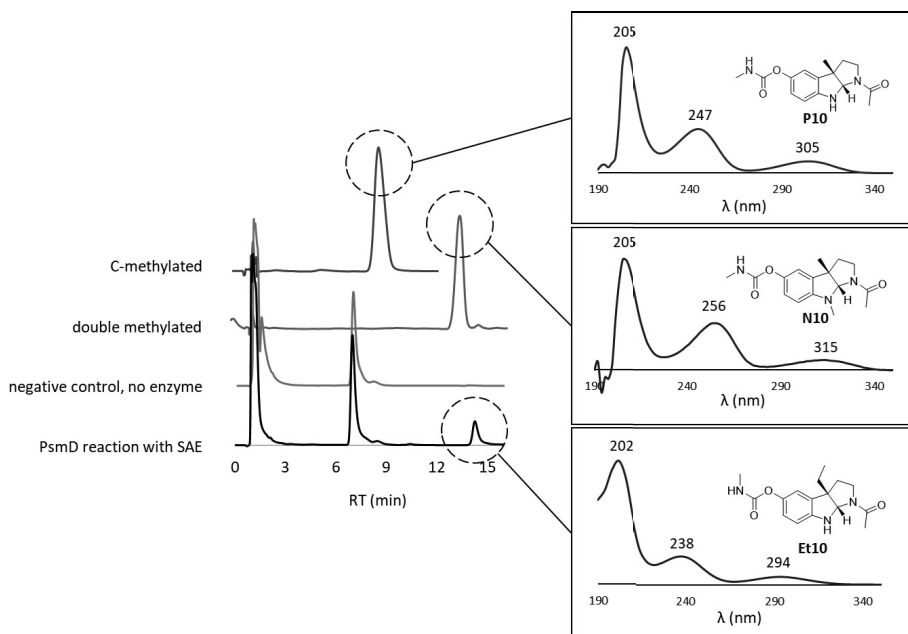 C-methylated
double methylated
negative control, no enzyme
PsmD reaction with SAE
0 3 6 9 12 15
RT (min)
205
247
305
H
N
O
O
N
O
N
H
H
P10
190 240 290 340
λ (nm)
205
256
315
H
N
O
O
N
O
N
H
N10
190 240 290 340
λ (nm)
202
238
294
H
N
O
O
N
O
NH
H
Et10
190 240 290 340
λ (nm)